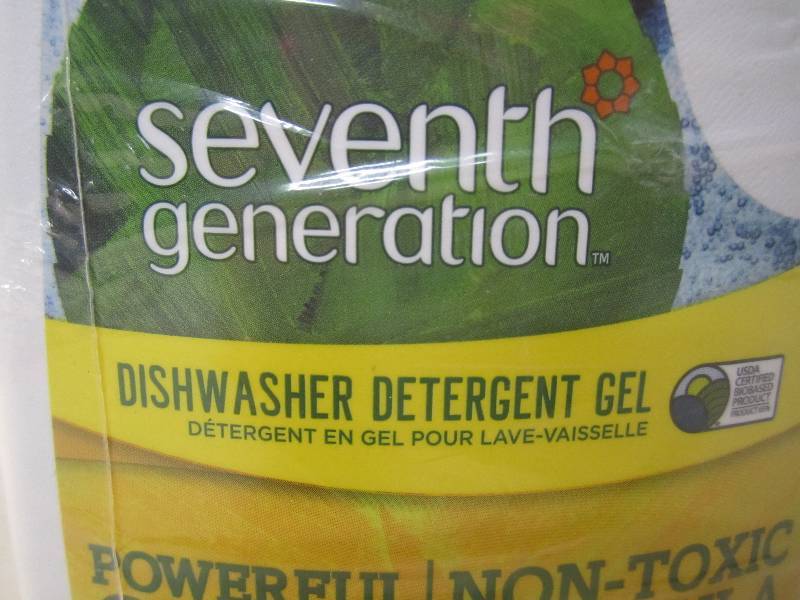 seventh
generation™
DISHWASHER DETERGENT GEL
DÉTERGENT EN GEL POUR LAVE-VAISSELLE
USDA
CERTIFIED
BIOBASED
PRODUCT
POWERFUL | NON-TOXIC